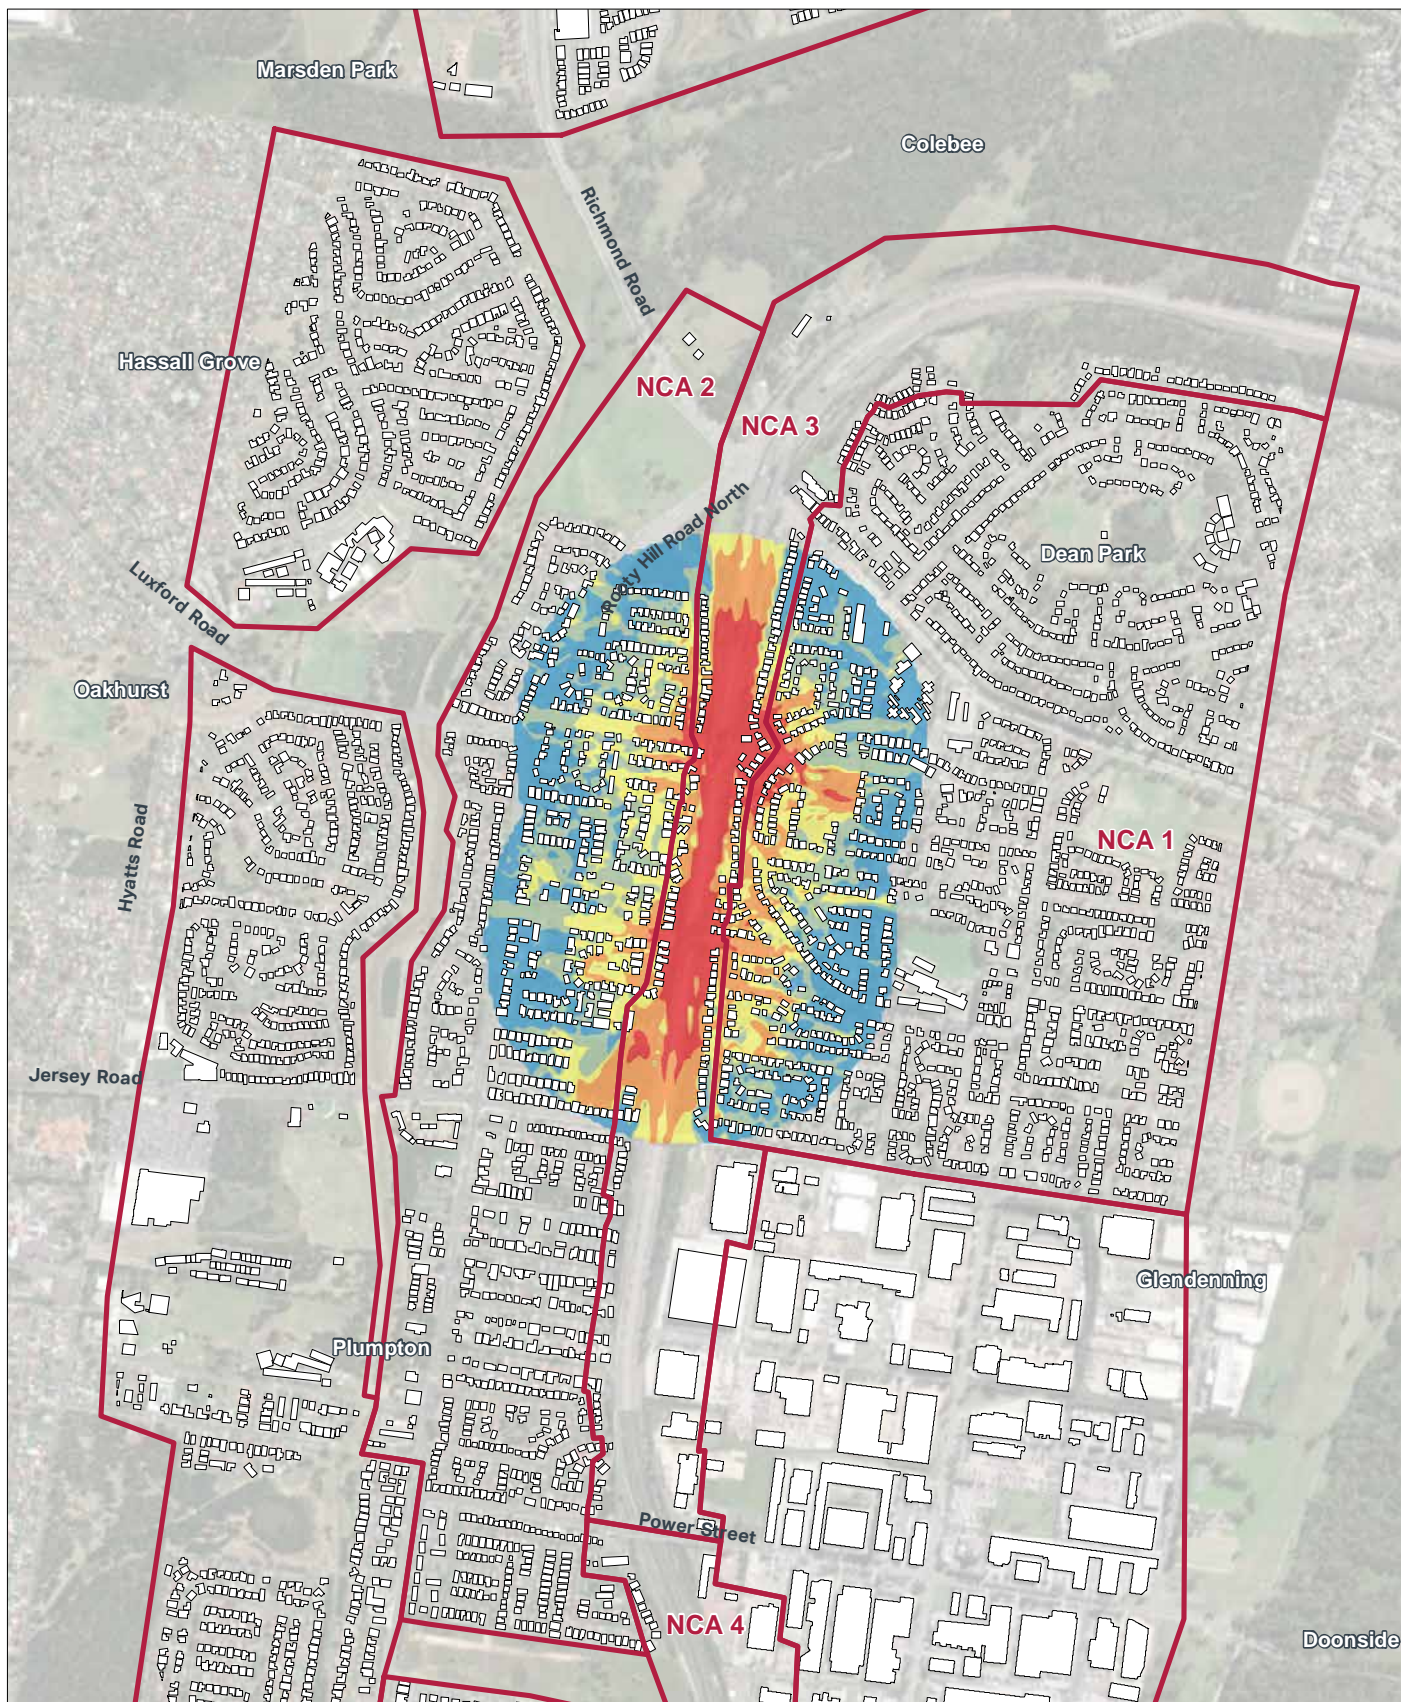 Marsden Park
Colebee
Richmond Road
Hassall Grove
NCA 2
NCA 3
Rooty Hill Road North
Dean Park
Luxford Road
Oakhurst
Hyatts Road
NCA 1
Jersey Road
Glendenning
Plumpton
Power Street
NCA 4
Doonside